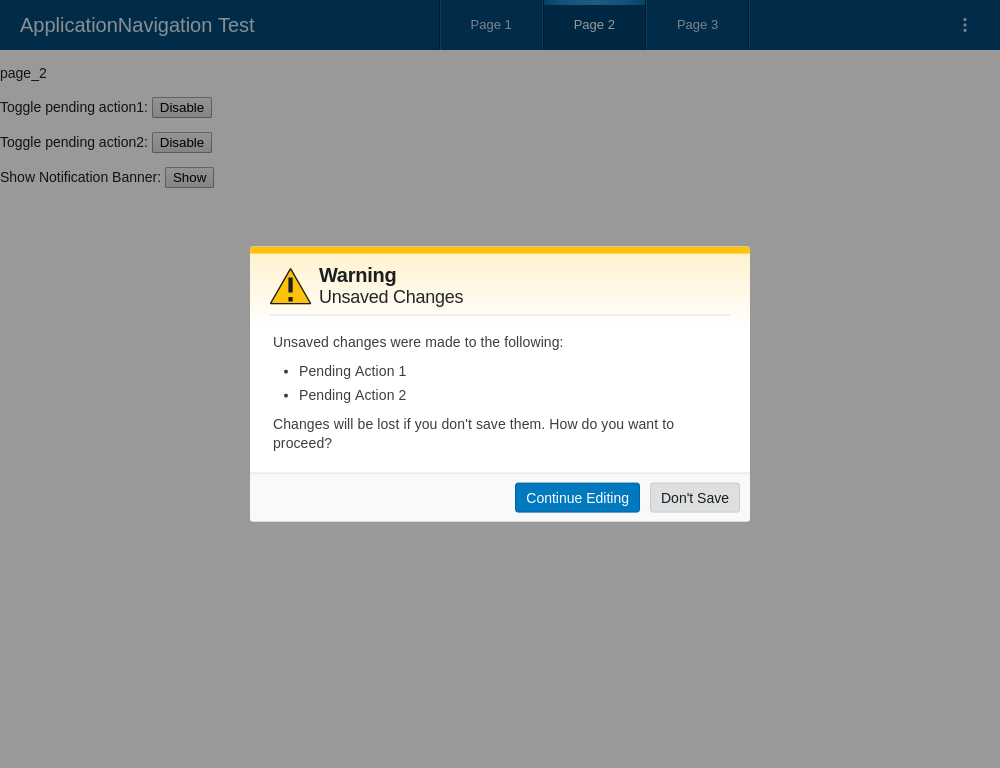 ApplicationNavigation Test
Page 1
Page 2
Page 3
page_2
Toggle pending action1: Disable
Toggle pending action2: Disable
Show Notification Banner: Show
Warning
Unsaved Changes
Unsaved changes were made to the following:
• Pending Action 1
• Pending Action 2
Changes will be lost if you don't save them. How do you want to
proceed?
Continue Editing
Don't Save